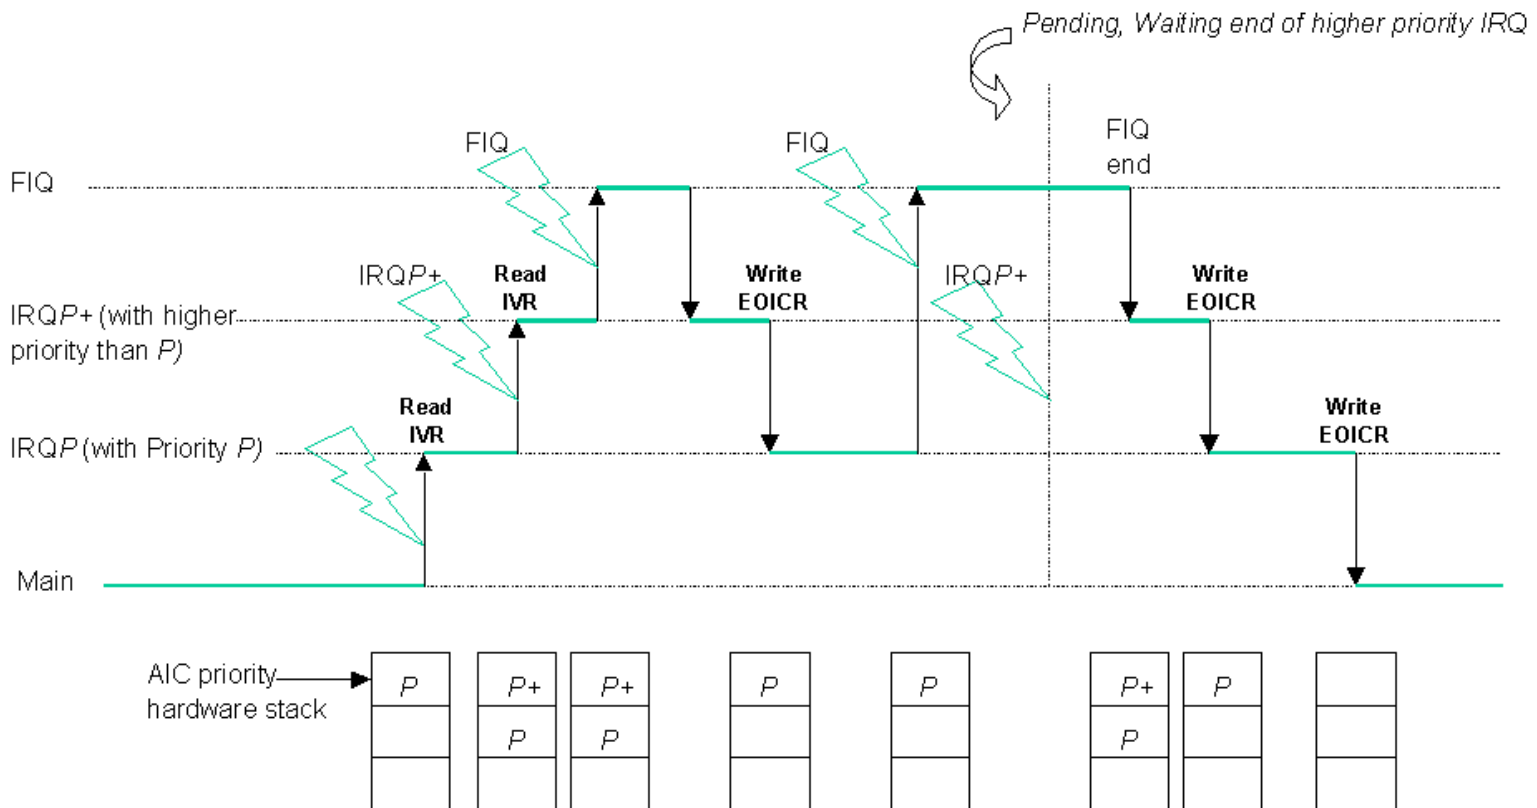 Pending, Waiting end of higher priority IRQ
FIQ
FIQ
FIQ
end
FIQ
IRQP+
Read
IVR
Write
EOICR
IRQP+
Write
EOICR
IRQP+ (with higher
priority than P)
Read
IVR
Write
EOICR
IRQP (with Priority P)
Main
AIC priority
hardware stack
P
P+
P+
P
P
P+
P
P
P
P